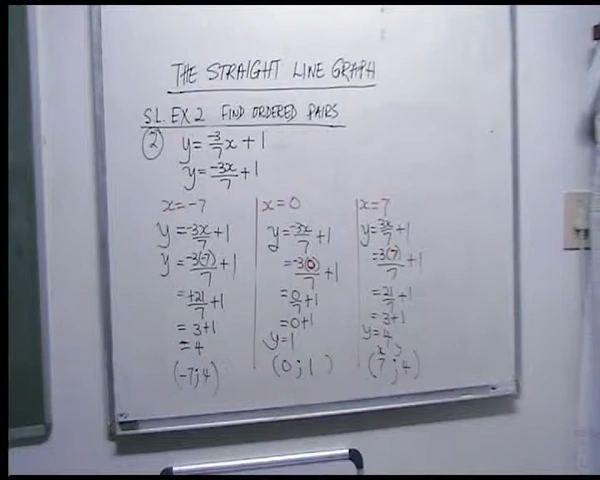 THE STRAIGHT LINE GRAPH
S.L. EX 2 FIND ORDERED PAIRS
② y = -3/7 x + 1
y = -3x/7 + 1
x = -7
y = -3x/7 + 1
y = -3(-7)/7 + 1
= +21/7 + 1
= 3+1
= 4
(-7; 4)
x = 0
y = -3x/7 + 1
= -3(0)/7 + 1
= 0/7 + 1
= 0+1
y = 1
(0; 1)
x = 7
y = 3x/7 + 1
= 3(7)/7 + 1
= 21/7 + 1
= 3+1
y = 4
x y
(7; 4)